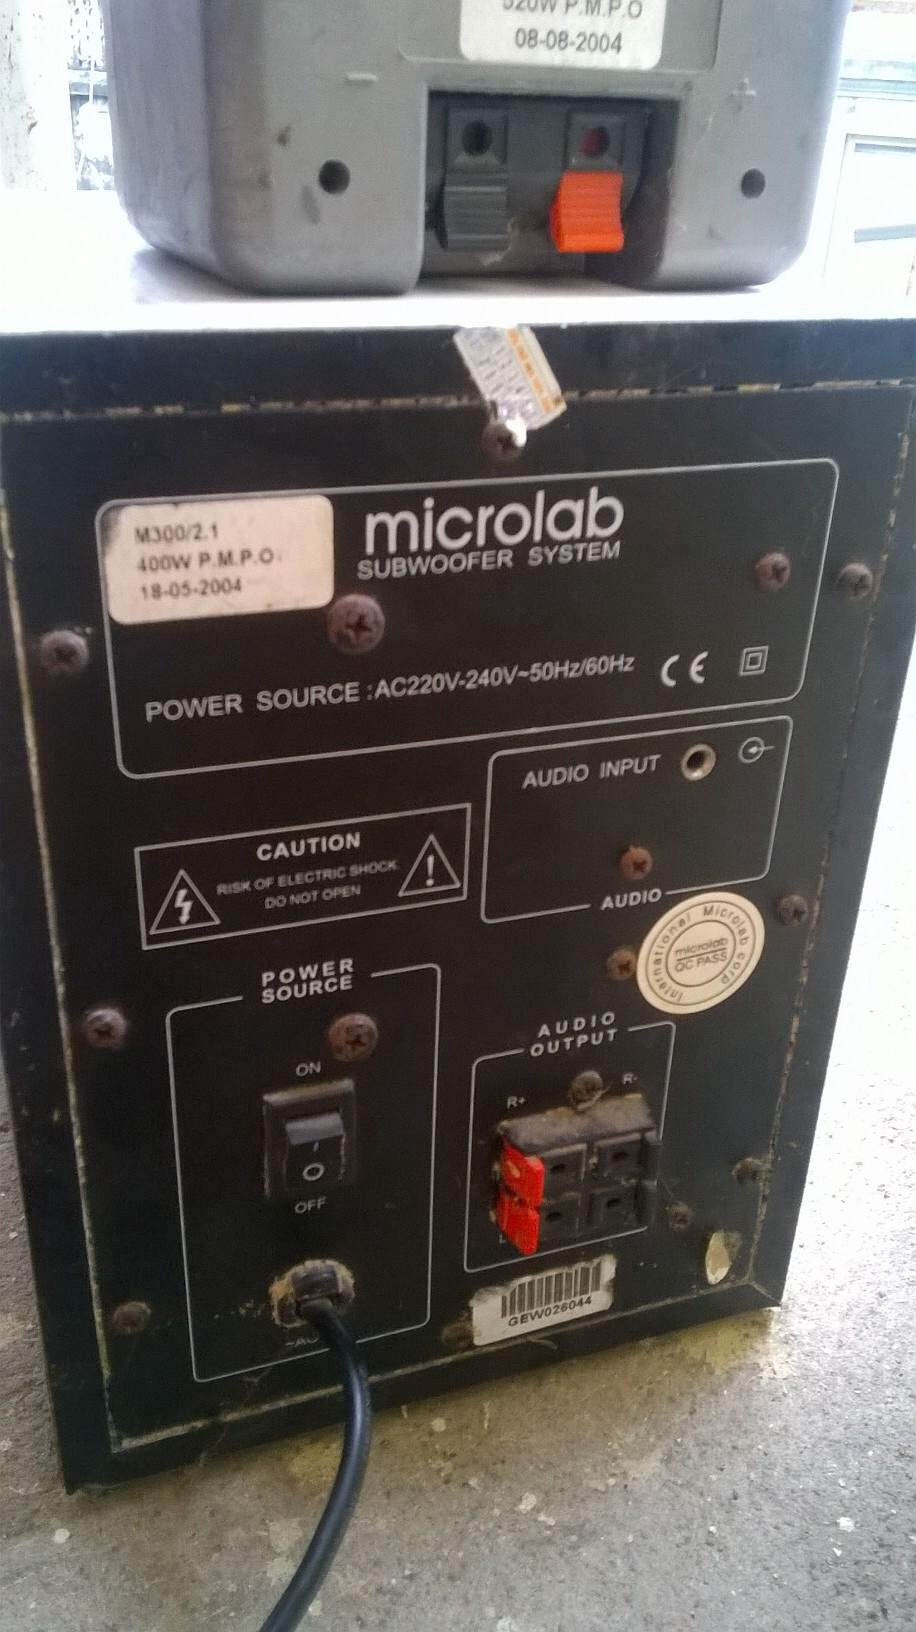 520W P.M.P.O
08-08-2004
−
+
microlab
SUBWOOFER SYSTEM
M300/2.1
400W P.M.P.O.
18-05-2004
POWER SOURCE :AC220V-240V~50Hz/60Hz
CE
AUDIO INPUT
AUDIO
CAUTION
RISK OF ELECTRIC SHOCK
DO NOT OPEN
!
International Microlab corp
microlab
QC PASS
POWER
SOURCE
ON
OFF
AUDIO
OUTPUT
R+
R-
GEW026044